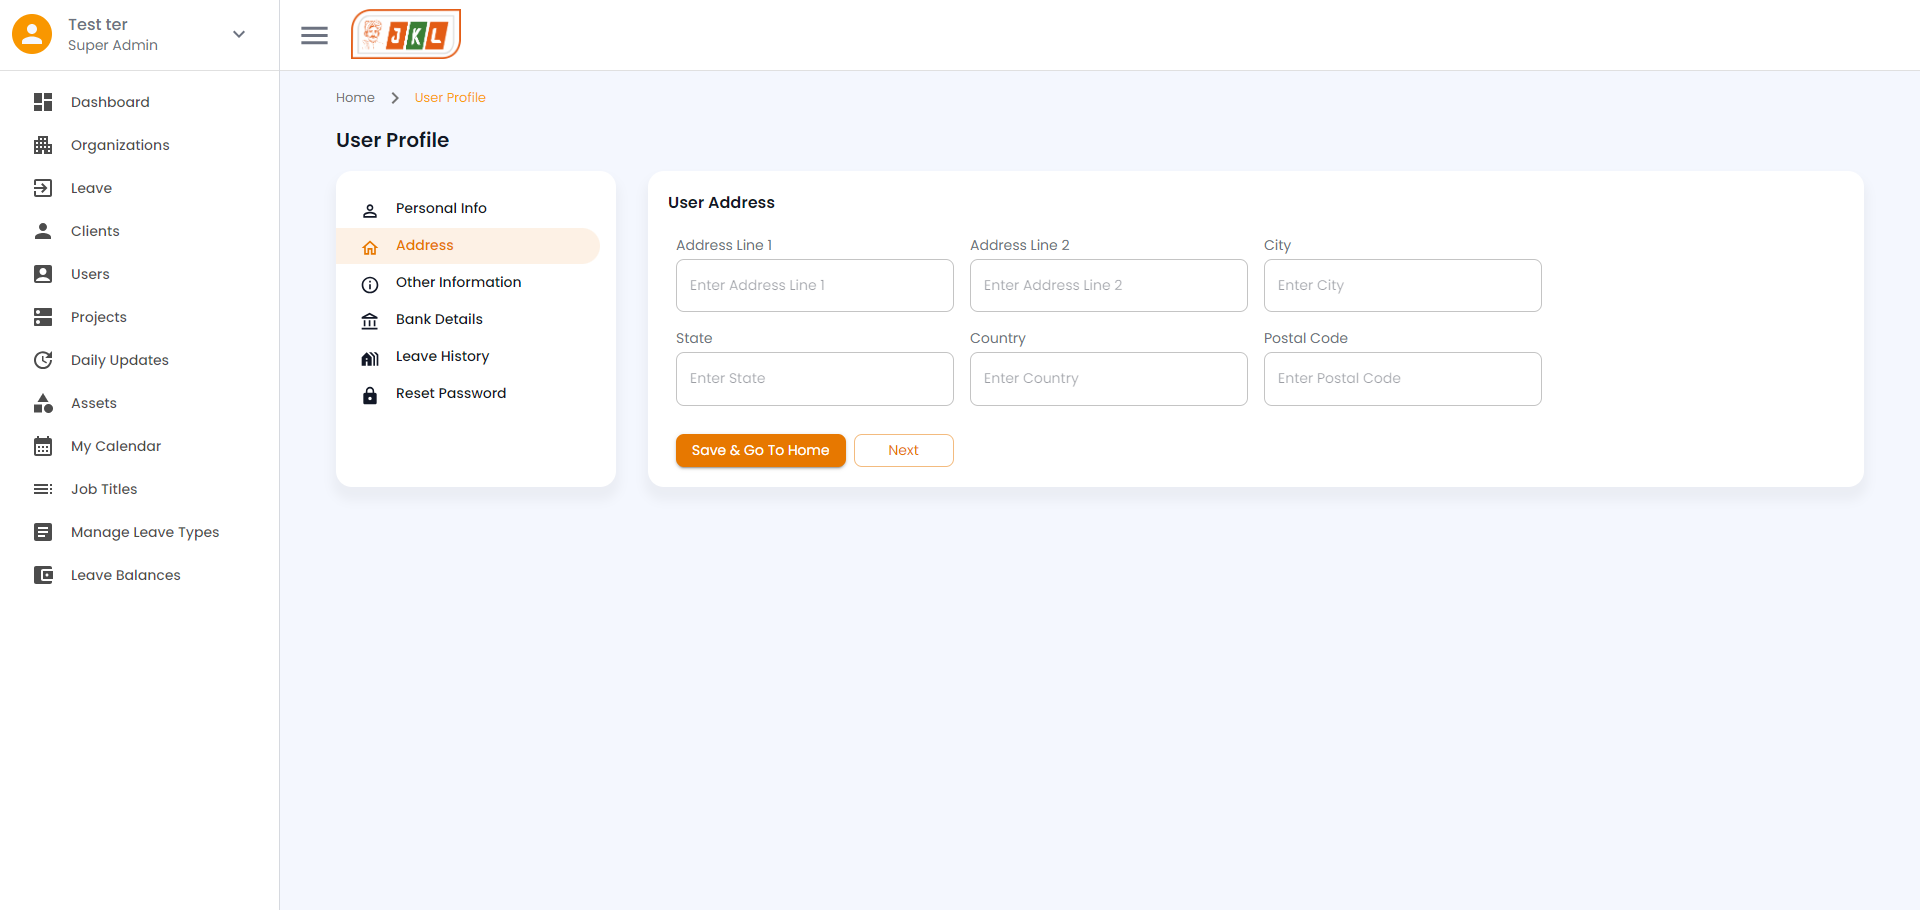 Test ter
Super Admin
JKL
Dashboard
Organizations
Leave
Clients
Users
Projects
Daily Updates
Assets
My Calendar
Job Titles
Manage Leave Types
Leave Balances
Home
User Profile
User Profile
Personal Info
Address
Other Information
Bank Details
Leave History
Reset Password
User Address
Address Line 1
Address Line 2
City
Enter Address Line 1
Enter Address Line 2
Enter City
State
Country
Postal Code
Enter State
Enter Country
Enter Postal Code
Save & Go To Home
Next